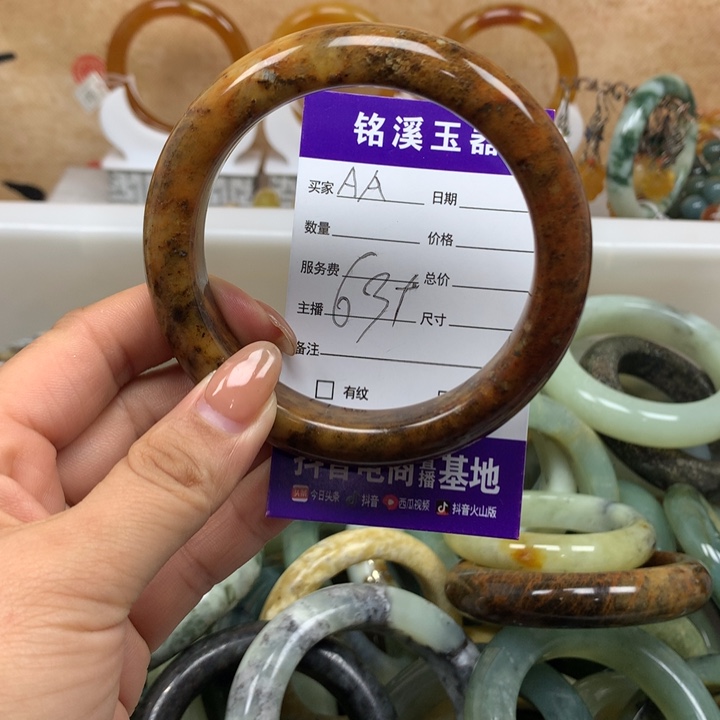 铭溪玉器
买家 AA 日期
数量 价格
服务费 总价
主播 尺寸
备注
有纹
抖音电商直播基地
今日头条 抖音 西瓜视频 抖音火山版